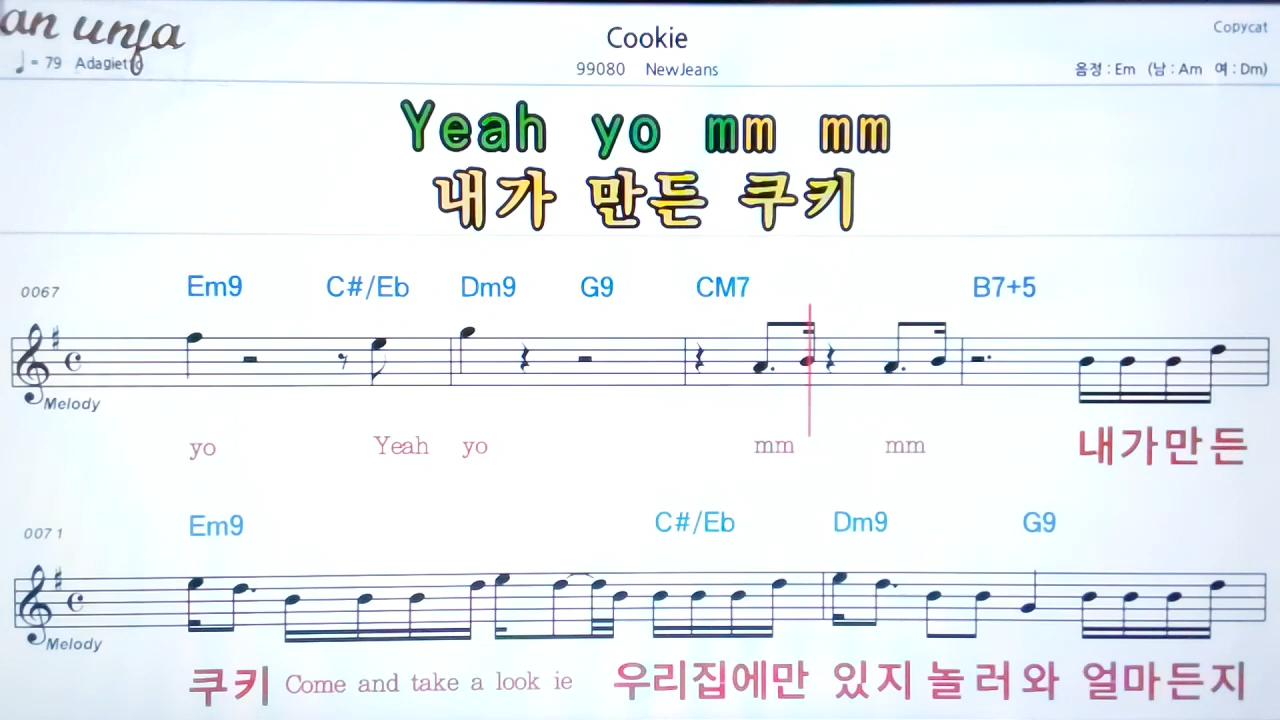 an unfa
Cookie
Copycat
♩= 79 Adagietto
99080 NewJeans
음정 : Em (남 : Am 여 : Dm)
Yeah yo mm mm
내가 만든 쿠키
0067 Em9 C#/Eb Dm9 G9 CM7 B7+5
Melody
yo Yeah yo mm mm 내가만든
0071 Em9 C#/Eb Dm9 G9
Melody
쿠키 Come and take a look ie 우리집에만 있지 놀러와 얼마든지